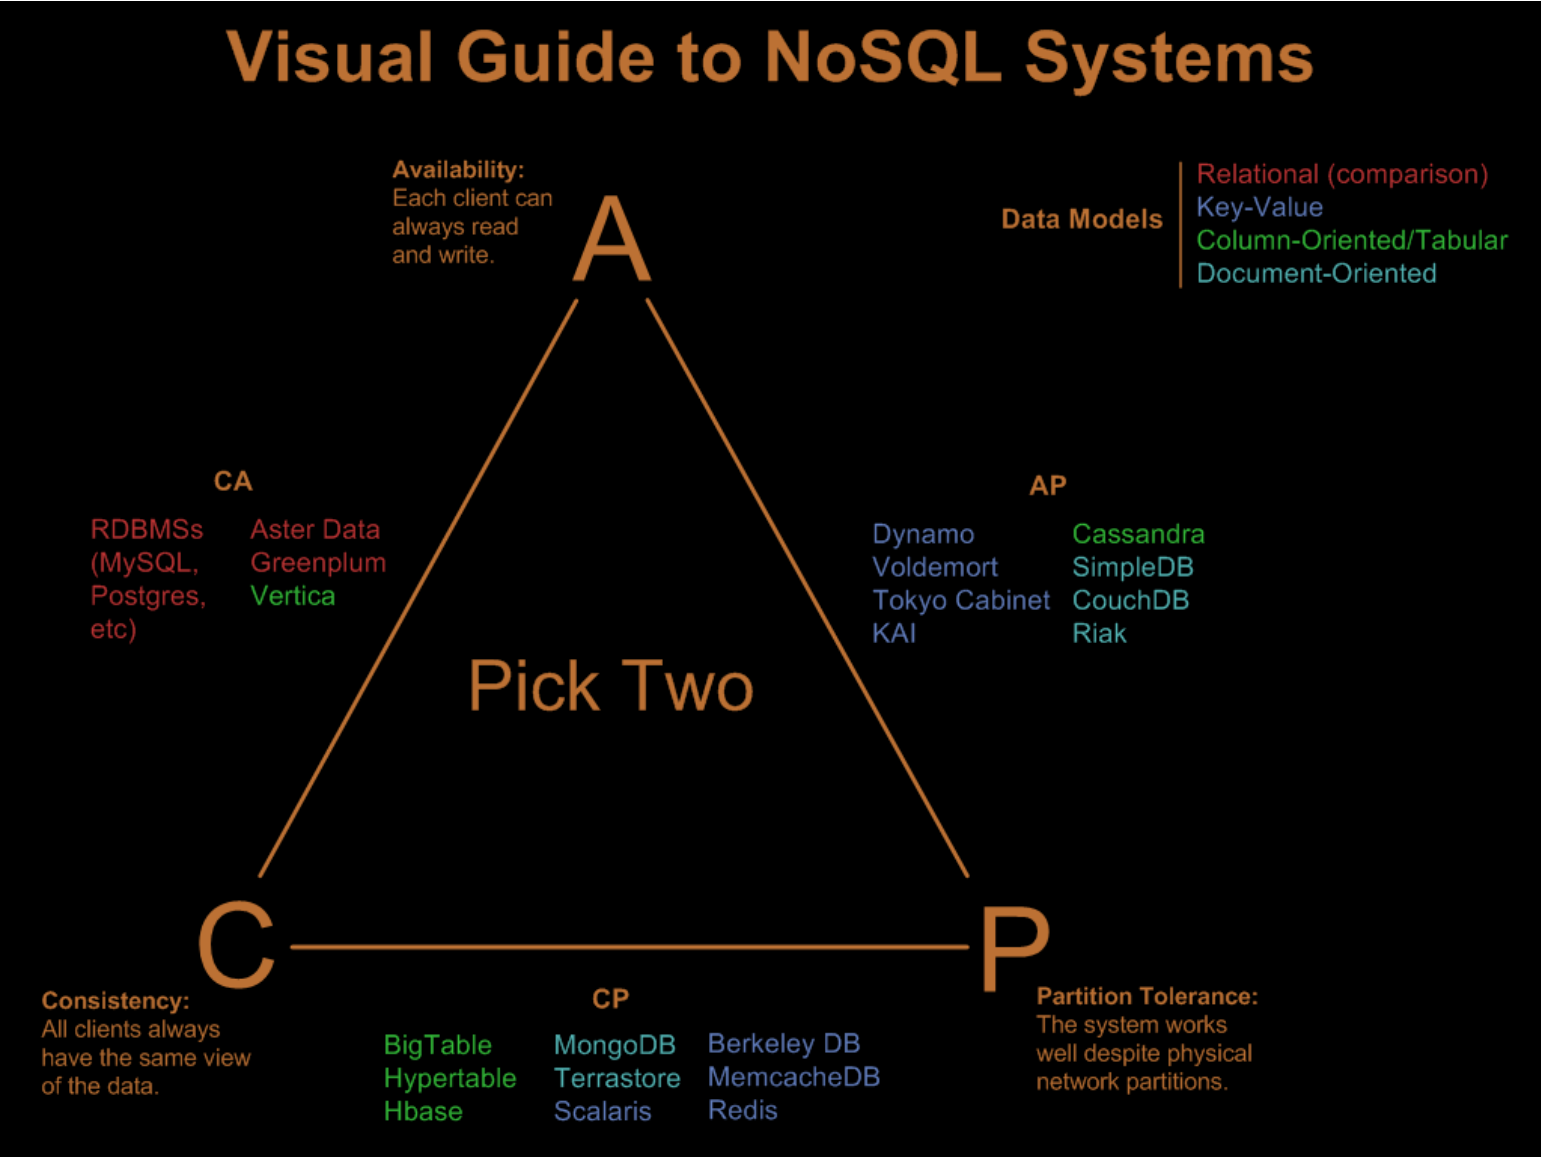 Visual Guide to NoSQL Systems
Availability:
Each client can
always read
and write.
A
Data Models
Relational (comparison)
Key-Value
Column-Oriented/Tabular
Document-Oriented
CA
RDBMSs
(MySQL,
Postgres,
etc)
Aster Data
Greenplum
Vertica
AP
Dynamo
Voldemort
Tokyo Cabinet
KAI
Cassandra
SimpleDB
CouchDB
Riak
Pick Two
C
Consistency:
All clients always
have the same view
of the data.
CP
BigTable
Hypertable
Hbase
MongoDB
Terrastore
Scalaris
Berkeley DB
MemcacheDB
Redis
P
Partition Tolerance:
The system works
well despite physical
network partitions.